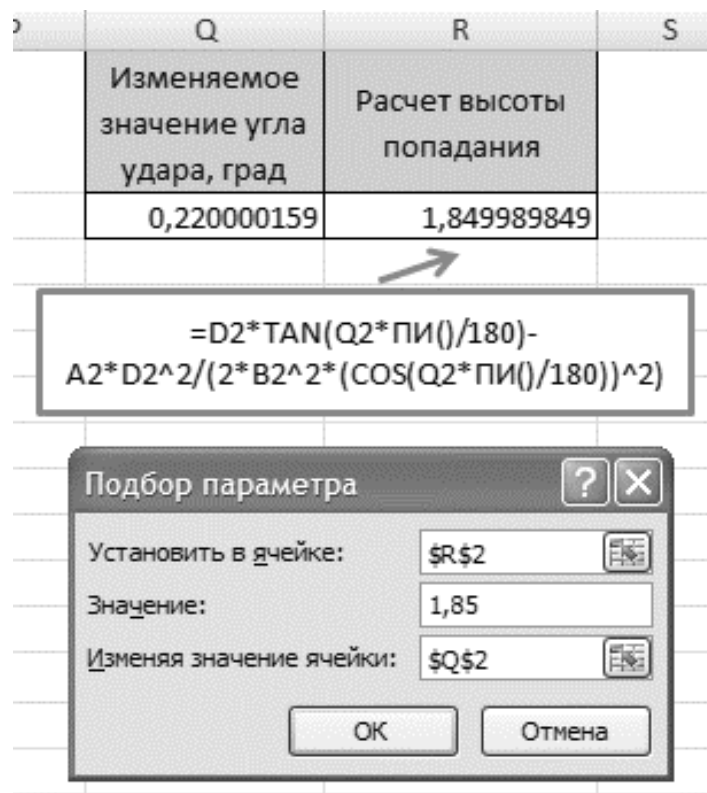 Q R S
Изменяемое
значение угла
удара, град
Расчет высоты
попадания
0,220000159 1,849989849
=D2*TAN(Q2*ПИ()/180)-
A2*D2^2/(2*B2^2*(COS(Q2*ПИ()/180))^2)
Подбор параметра
Установить в ячейке: $R$2
Значение: 1,85
Изменяя значение ячейки: $Q$2
ОК Отмена